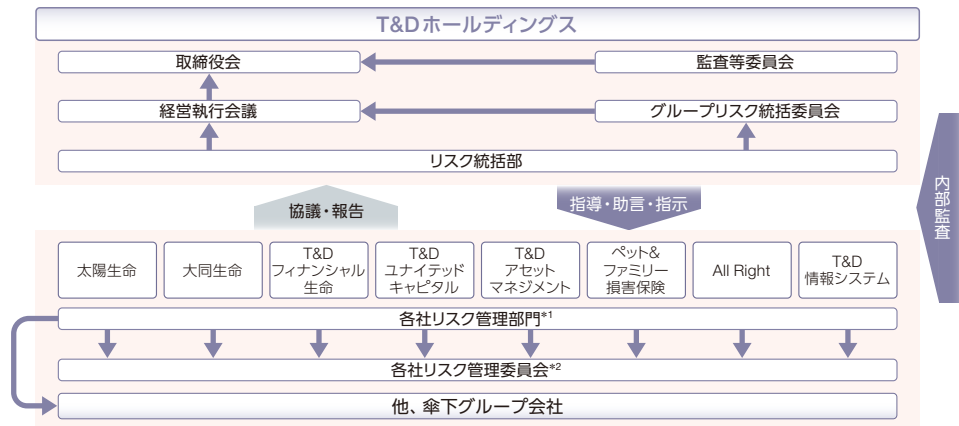 T&Dホールディングス
取締役会
監査等委員会
経営執行会議
グループリスク統括委員会
リスク統括部
内部監査
協議・報告
指導・助言・指示
太陽生命
大同生命
T&D
フィナンシャル
生命
T&D
ユナイテッド
キャピタル
T&D
アセット
マネジメント
ペット&
ファミリー
損害保険
All Right
T&D
情報システム
各社リスク管理部門*1
各社リスク管理委員会*2
他、傘下グループ会社